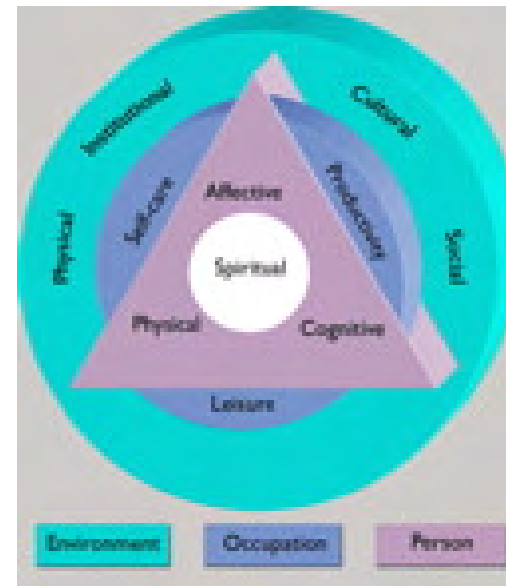 Institutional
Cultural
Physical
Self-care
Affective
Productivity
Social
Spiritual
Physical
Cognitive
Leisure
Environment
Occupation
Person